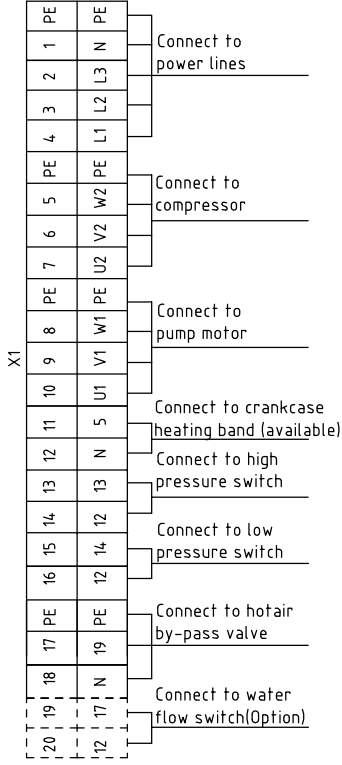 X1
PE PE
1 N
2 L3
3 L2
4 L1
Connect to
power lines
PE PE
5 W2
6 V2
7 U2
Connect to
compressor
PE PE
8 W1
9 V1
10 U1
Connect to
pump motor
11 5
12 N
Connect to crankcase
heating band (available)
13 13
14 12
Connect to high
pressure switch
15 14
16 12
Connect to low
pressure switch
PE PE
17 19
18 N
Connect to hotair
by-pass valve
19 17
20 12
Connect to water
flow switch(Option)